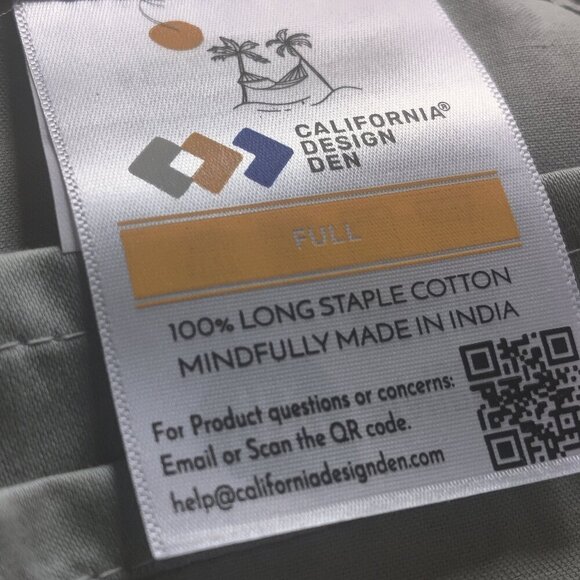 CALIFORNIA®
DESIGN
DEN
FULL
100% LONG STAPLE COTTON
MINDFULLY MADE IN INDIA
For Product questions or concerns:
Email or Scan the QR code.
help@californiadesignden.com